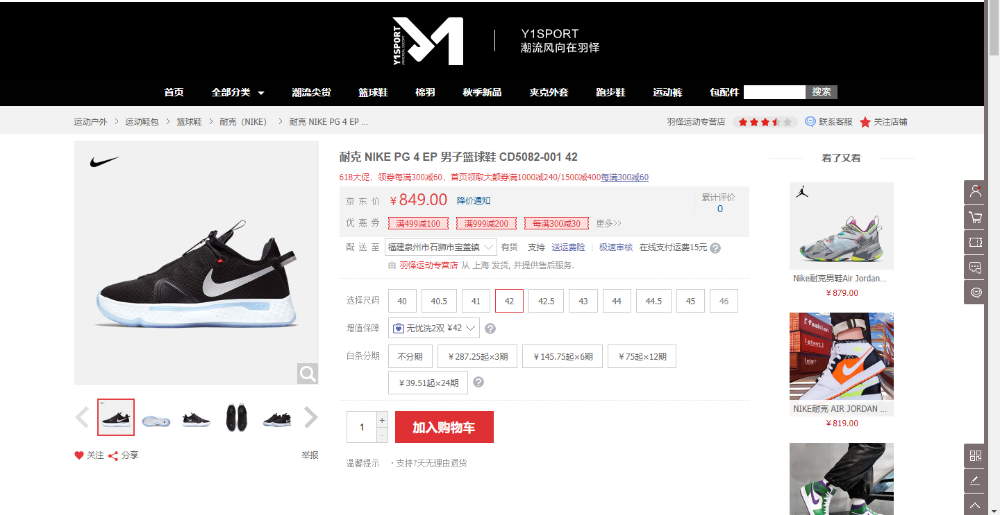 Y1SPORT
Y1SPORT
潮流风向在羽怿
首页 全部分类 潮流尖货 篮球鞋 棉羽 秋季新品 夹克外套 跑步鞋 运动裤 包配件 搜索
运动户外 > 运动鞋包 > 篮球鞋 > 耐克（NIKE） > 耐克 NIKE PG 4 EP ...
羽怿运动专营店 联系客服 关注店铺
耐克 NIKE PG 4 EP 男子篮球鞋 CD5082-001 42
618大促，领券每满300减60，首页领取大额券满1000减240/1500减400每满300减60
京东价 ￥849.00 降价通知
累计评价
0
优惠券 满499减100 满999减200 每满300减30 更多>>
配送至 福建泉州市石狮市宝盖镇 有货 支持 送运费险 | 极速审核 在线支付运费15元 ?
由 羽怿运动专营店 从 上海 发货, 并提供售后服务.
选择尺码 40 40.5 41 42 42.5 43 44 44.5 45 46
增值保障 无忧洗2双 ¥42 ?
白条分期 不分期 ￥287.25起×3期 ￥145.75起×6期 ￥75起×12期
￥39.51起×24期 ?
1 + - 加入购物车
温馨提示 ·支持7天无理由退货
关注 分享 举报
看了又看
Nike耐克男鞋Air Jordan...
￥879.00
fashion
latest
latest
NIKE耐克 AIR JORDAN ...
￥819.00